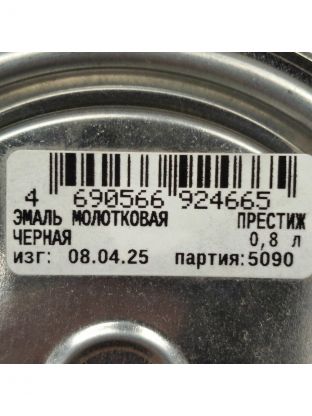 4 690566 924665
ЭМАЛЬ МОЛОТКОВАЯ ПРЕСТИЖ
ЧЕРНАЯ 0,8 л
изг: 08.04.25 партия:5090